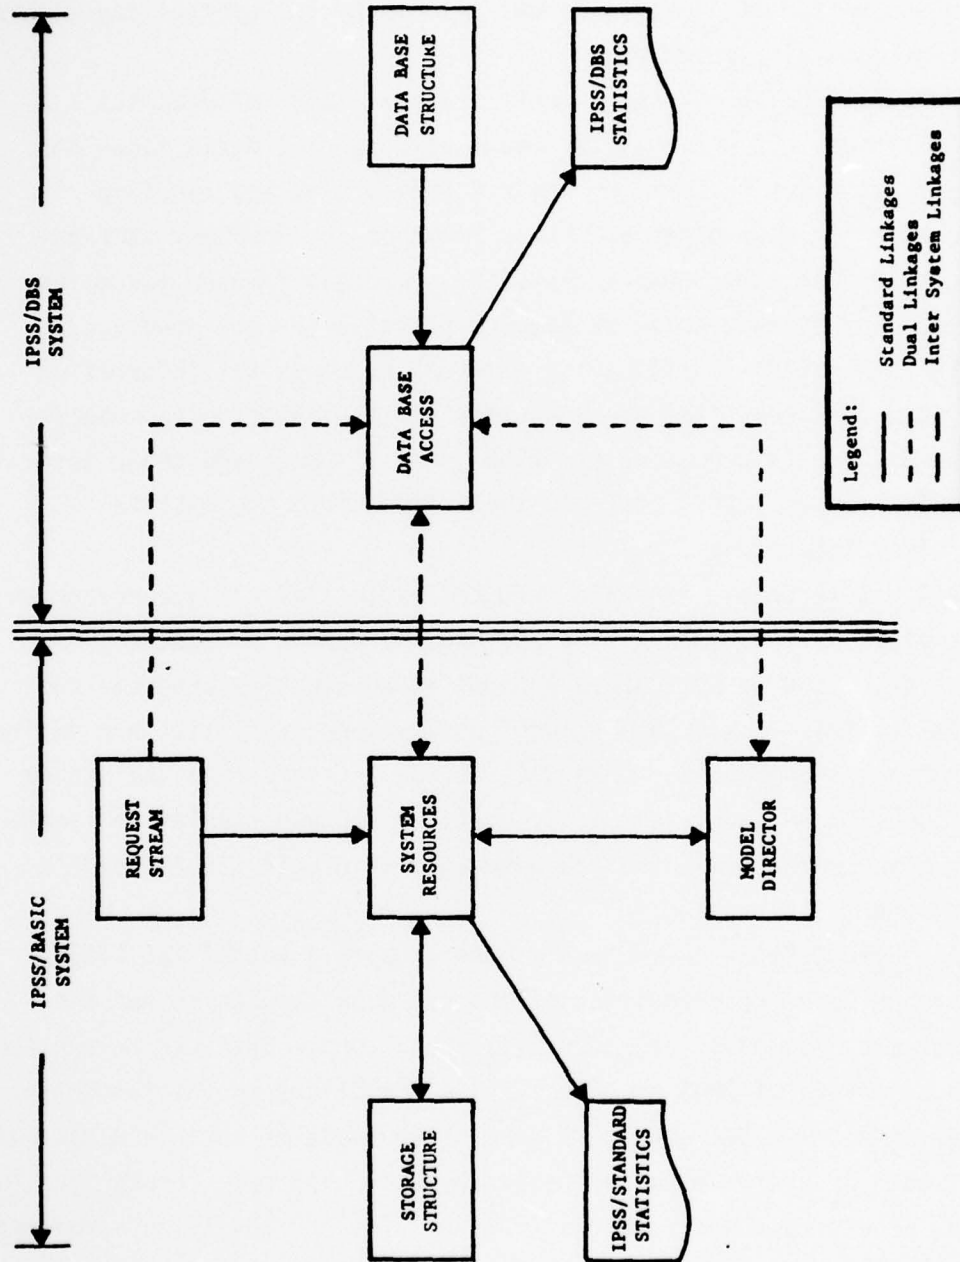 IPSS/BASIC
SYSTEM
IPSS/DBS
SYSTEM
REQUEST
STREAM
STORAGE
STRUCTURE
SYSTEM
RESOURCES
DATA BASE
ACCESS
DATA BASE
STRUCTURE
IPSS/STANDARD
STATISTICS
MODEL
DIRECTOR
IPSS/DBS
STATISTICS
Legend:
Standard Linkages
Dual Linkages
Inter System Linkages